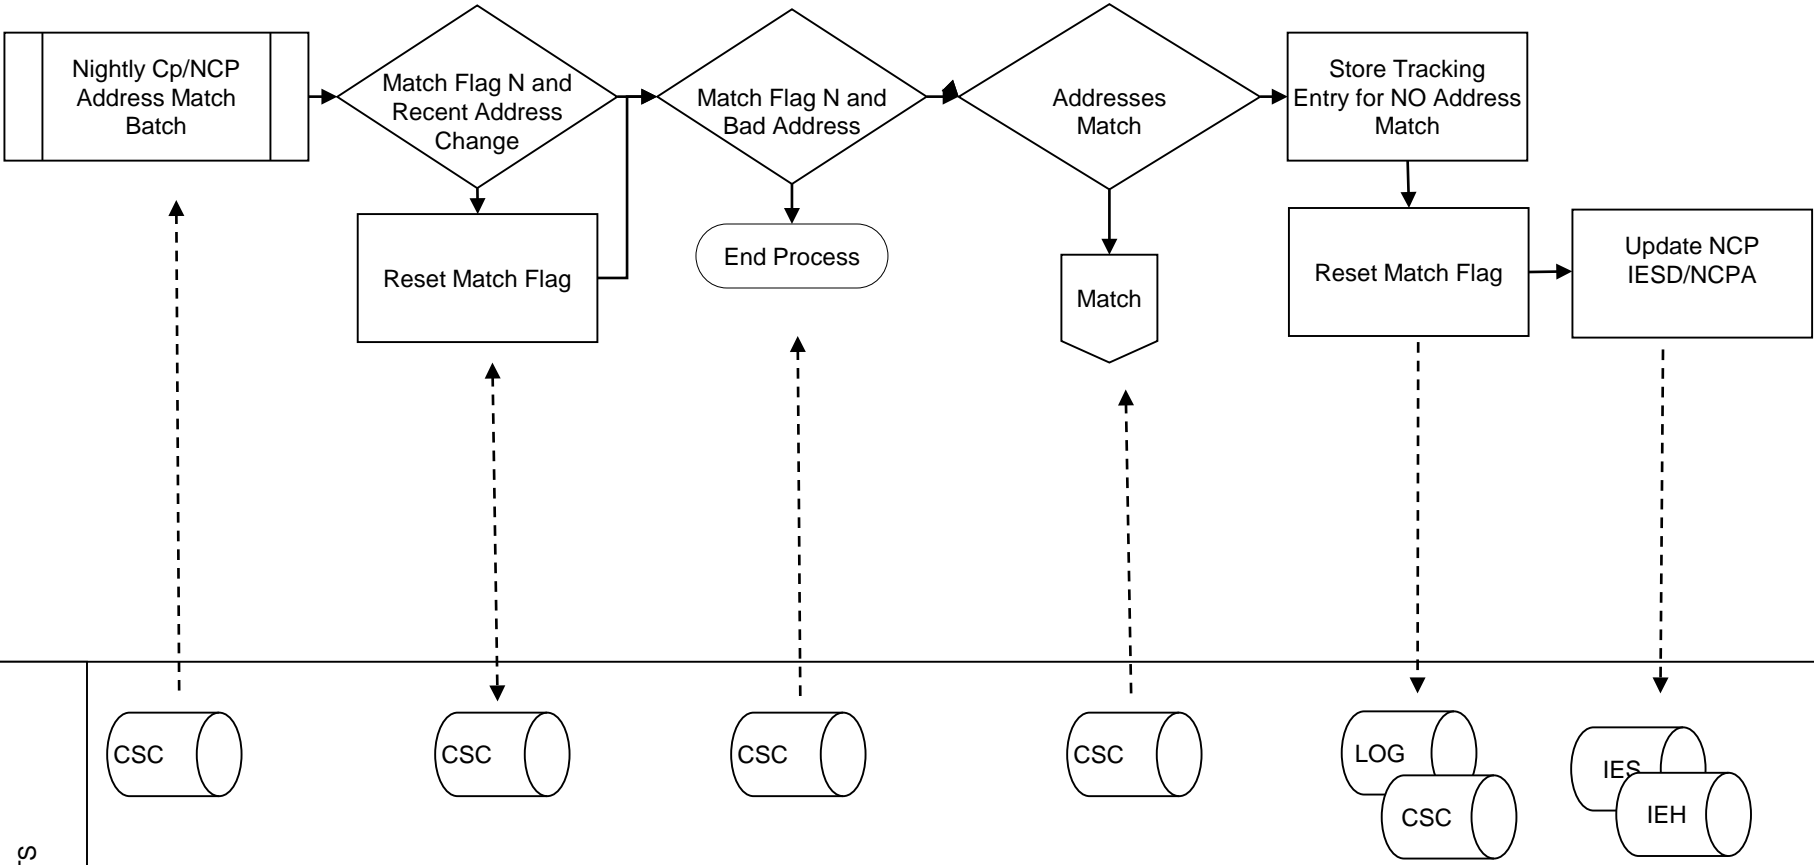 Nightly Cp/NCP
Address Match
Batch
Match Flag N and
Recent Address
Change
Match Flag N and
Bad Address
Addresses
Match
Store Tracking
Entry for NO Address
Match
Reset Match Flag
End Process
Match
Reset Match Flag
Update NCP
IESD/NCPA
CSC
CSC
CSC
CSC
LOG
CSC
IES
IEH